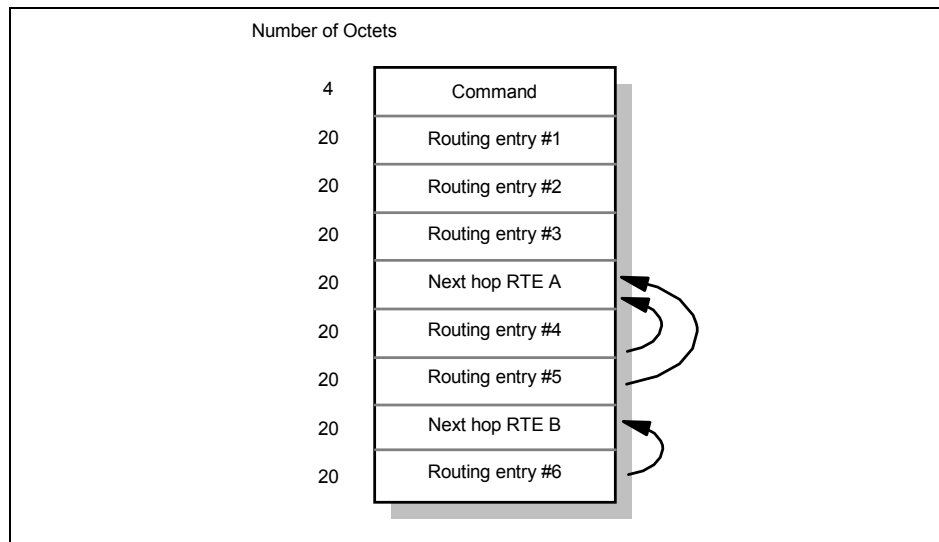 Number of Octets
4 Command
20 Routing entry #1
20 Routing entry #2
20 Routing entry #3
20 Next hop RTE A
20 Routing entry #4
20 Routing entry #5
20 Next hop RTE B
20 Routing entry #6